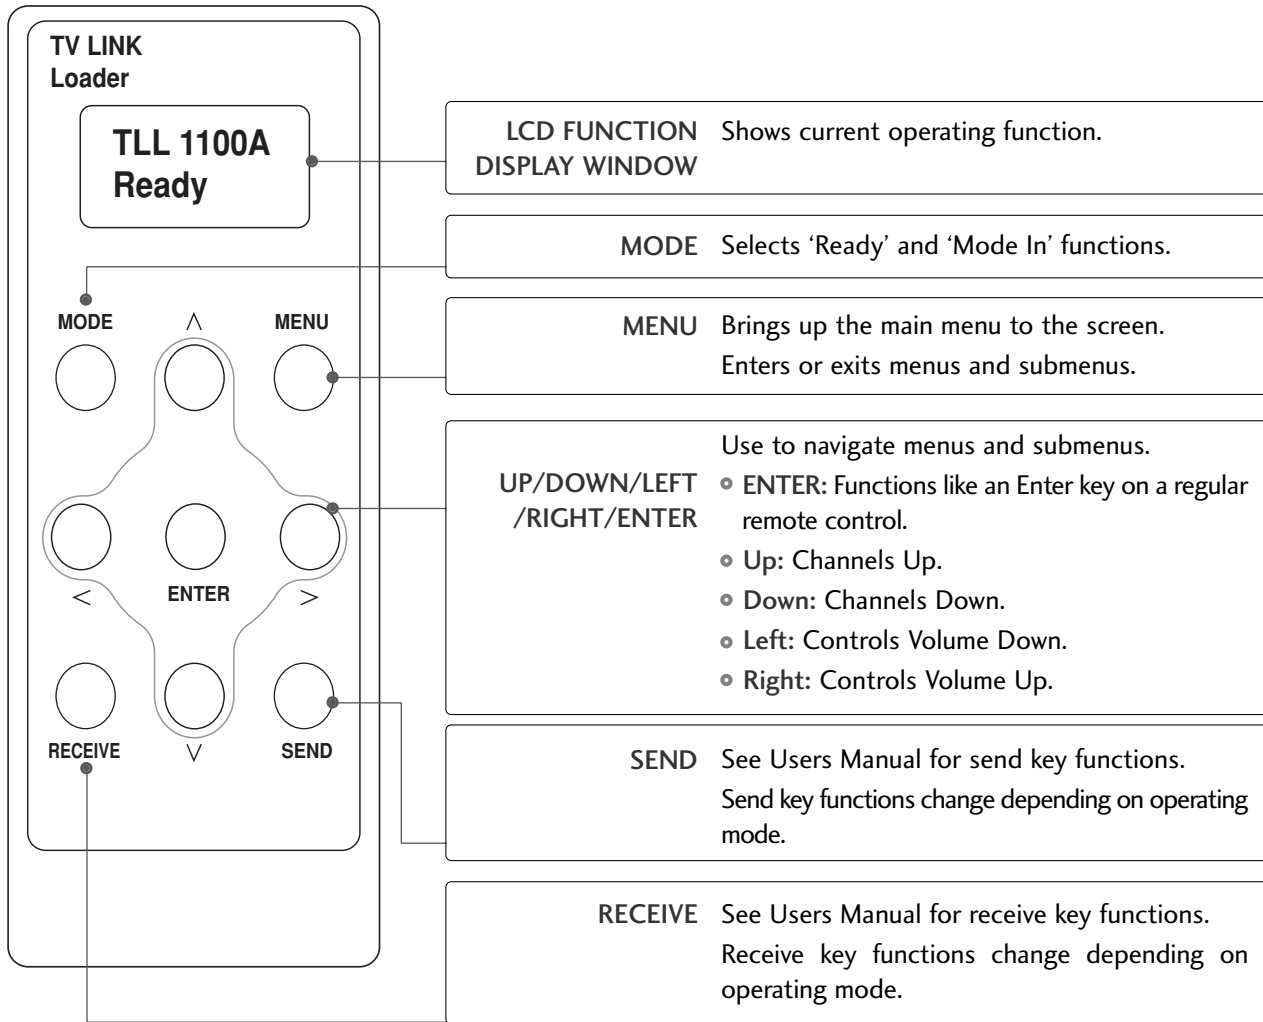 TV LINK
Loader
TLL 1100A
Ready
MODE
∧
MENU
<
ENTER
>
RECEIVE
∨
SEND
LCD FUNCTION
DISPLAY WINDOW
Shows current operating function.
MODE
Selects ‘Ready’ and ‘Mode In’ functions.
MENU
Brings up the main menu to the screen.
Enters or exits menus and submenus.
UP/DOWN/LEFT
/RIGHT/ENTER
Use to navigate menus and submenus.
ENTER: Functions like an Enter key on a regular
remote control.
Up: Channels Up.
Down: Channels Down.
Left: Controls Volume Down.
Right: Controls Volume Up.
SEND
See Users Manual for send key functions.
Send key functions change depending on operating
mode.
RECEIVE
See Users Manual for receive key functions.
Receive key functions change depending on
operating mode.